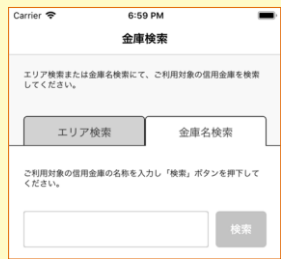 Carrier 6:59 PM
金庫検索
エリア検索または金庫名検索にて、ご利用対象の信用金庫を検索
してください。
エリア検索 金庫名検索
ご利用対象の信用金庫の名称を入力し「検索」ボタンを押下して
ください。
検索